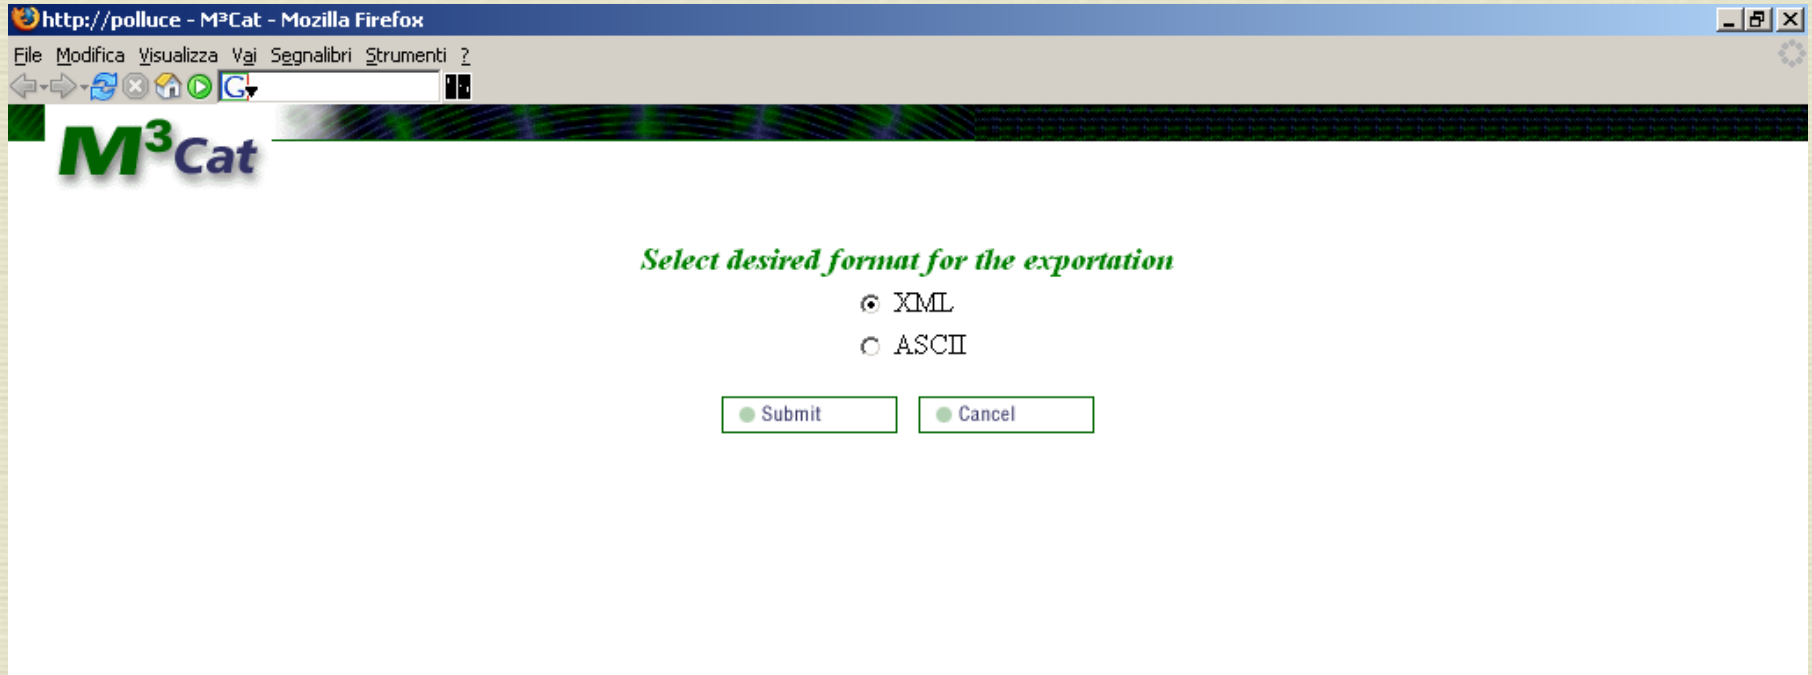 http://polluce - M³Cat - Mozilla Firefox
File Modifica Visualizza Vai Segnalibri Strumenti ?
G
M³Cat
Select desired format for the exportation
XML
ASCII
Submit Cancel